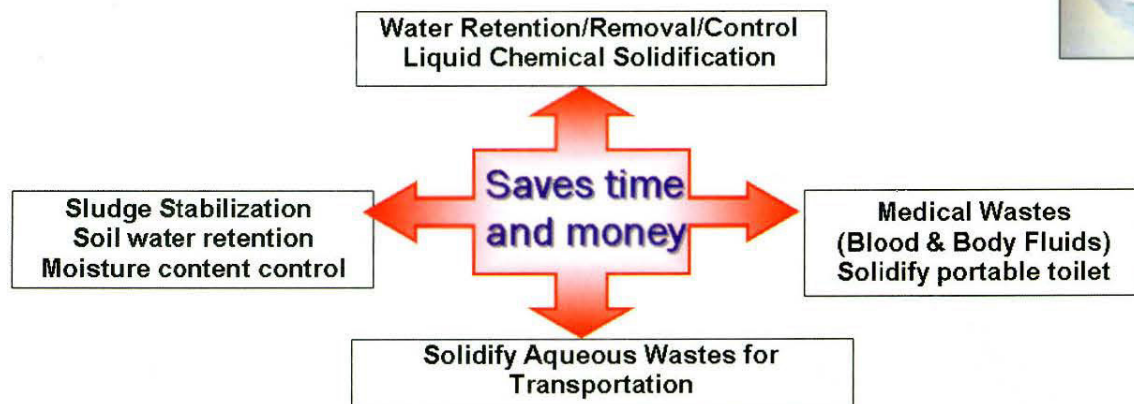 Water Retention/Removal/Control
Liquid Chemical Solidification
Saves time
and money
Sludge Stabilization
Soil water retention
Moisture content control
Medical Wastes
(Blood & Body Fluids)
Solidify portable toilet
Solidify Aqueous Wastes for
Transportation